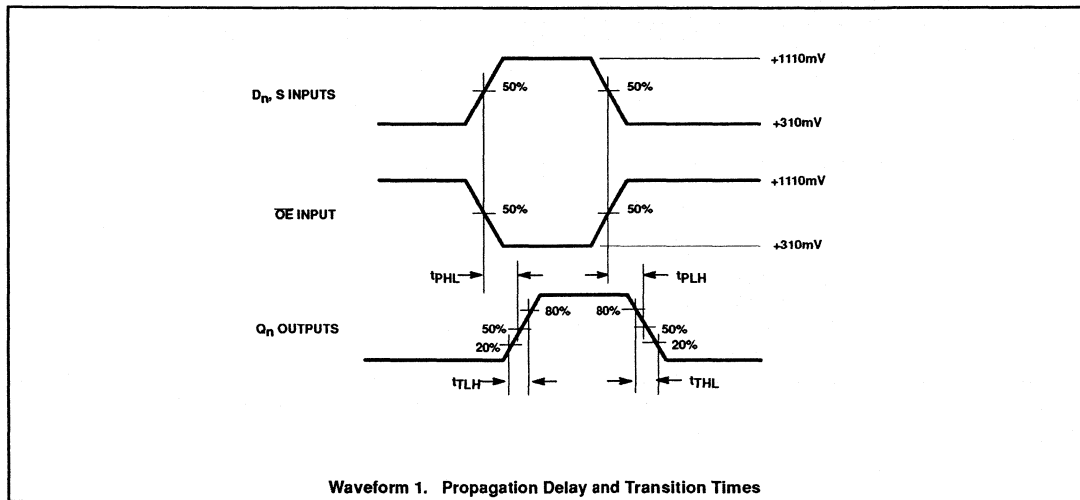 +1110mV
50%
50%
Dn, S INPUTS
+310mV
+1110mV
50%
50%
OE INPUT
+310mV
tPHL
tPLH
80%
80%
Qn OUTPUTS
50%
50%
20%
20%
tTLH
tTHL
Waveform 1. Propagation Delay and Transition Times